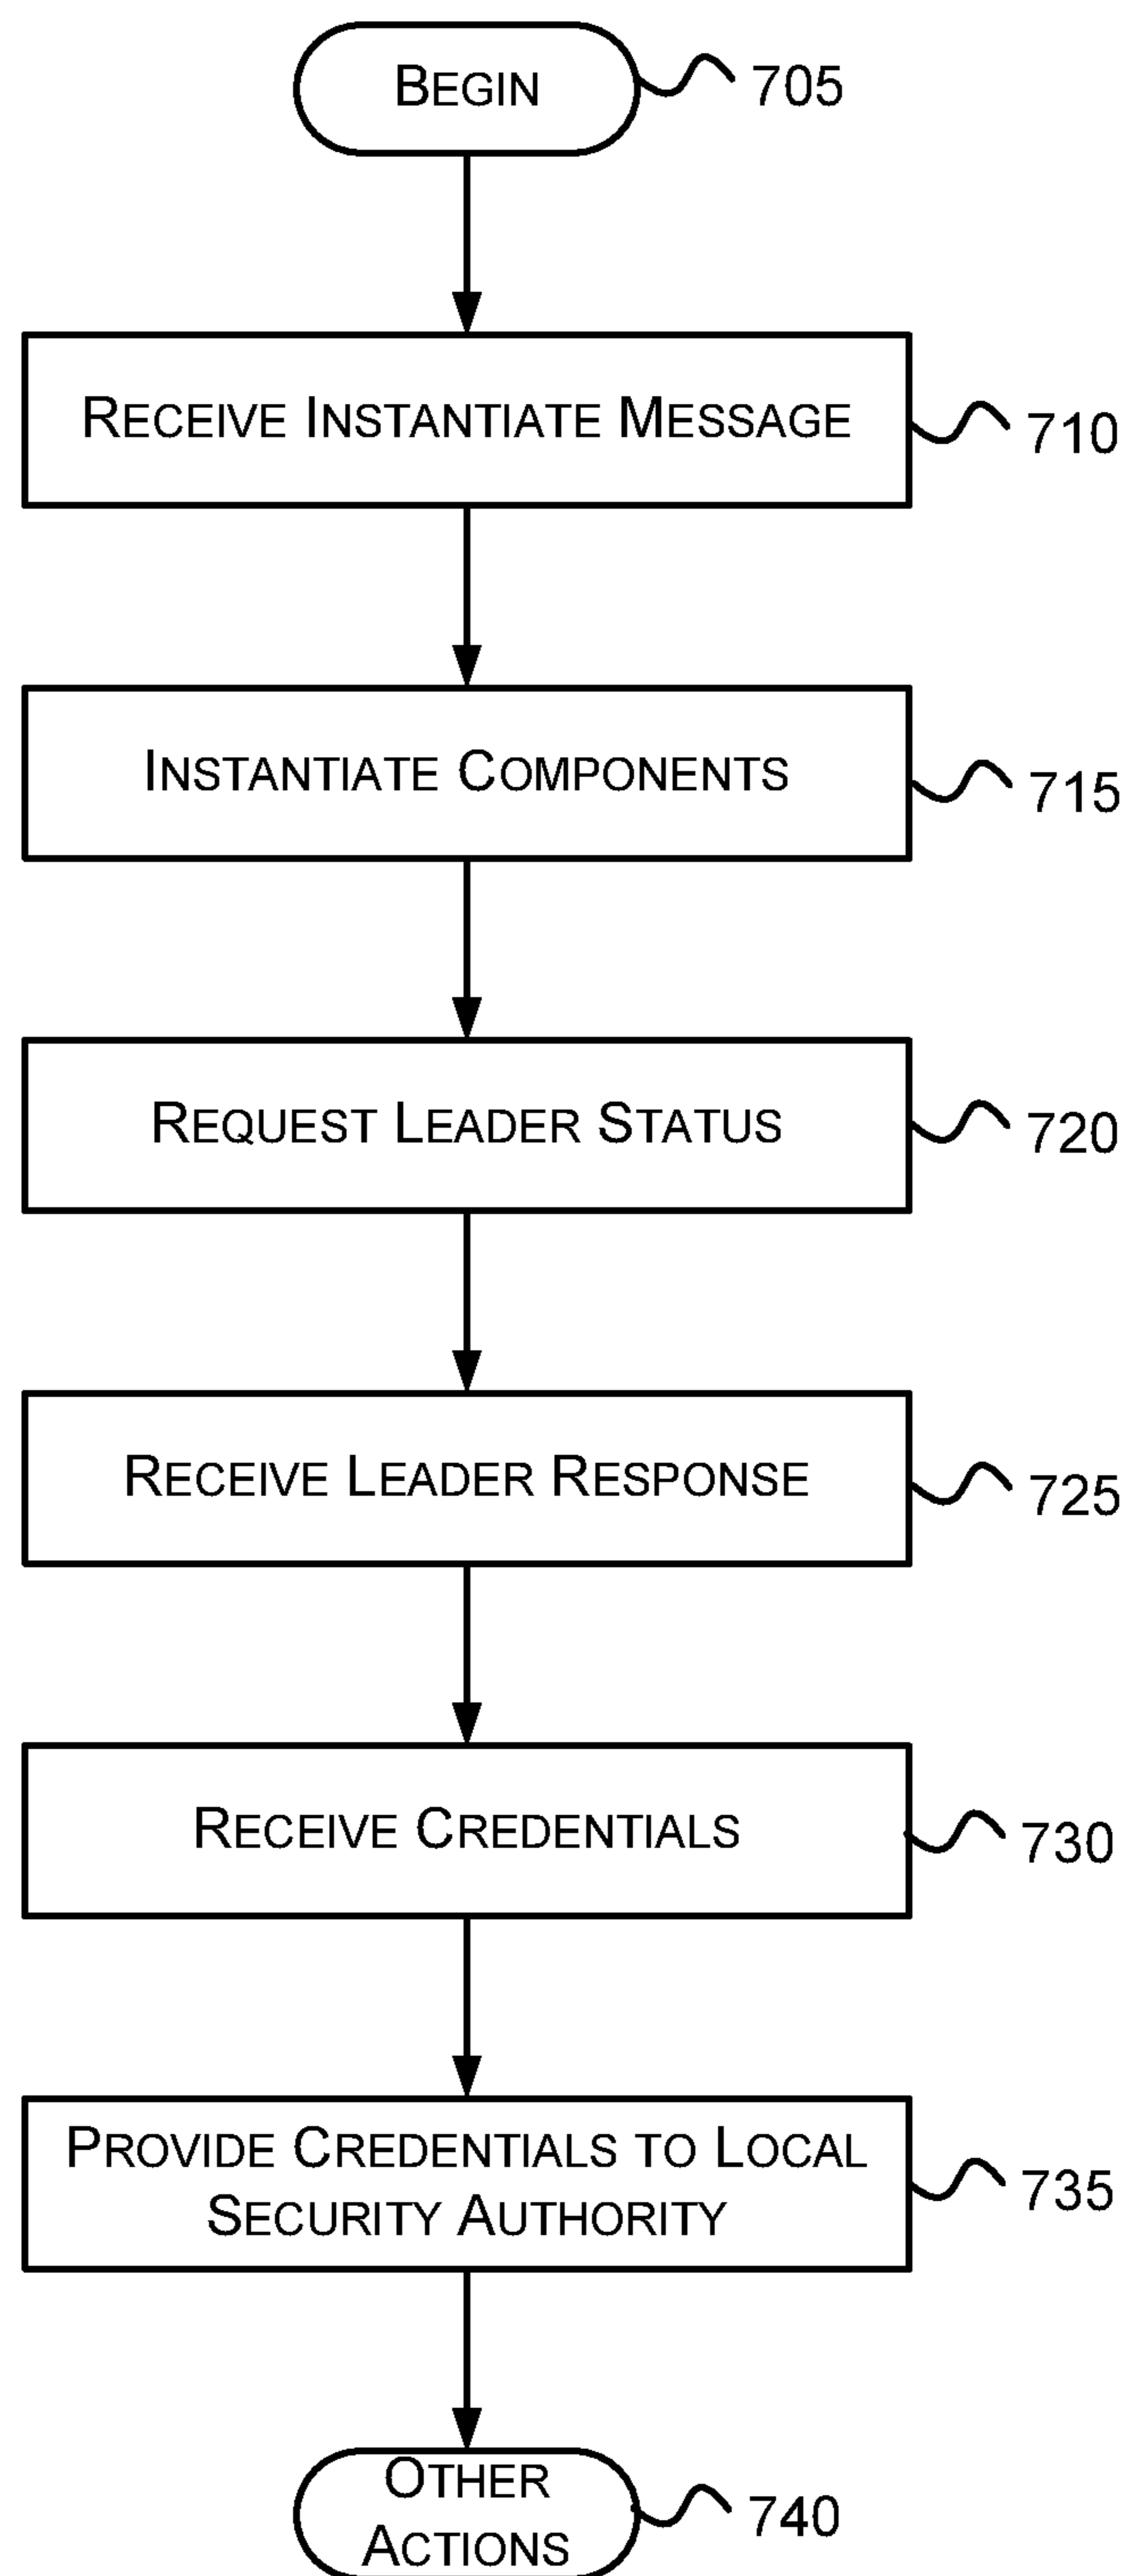 BEGIN
705
RECEIVE INSTANTIATE MESSAGE
710
INSTANTIATE COMPONENTS
715
REQUEST LEADER STATUS
720
RECEIVE LEADER RESPONSE
725
RECEIVE CREDENTIALS
730
PROVIDE CREDENTIALS TO LOCAL
SECURITY AUTHORITY
735
OTHER
ACTIONS
740